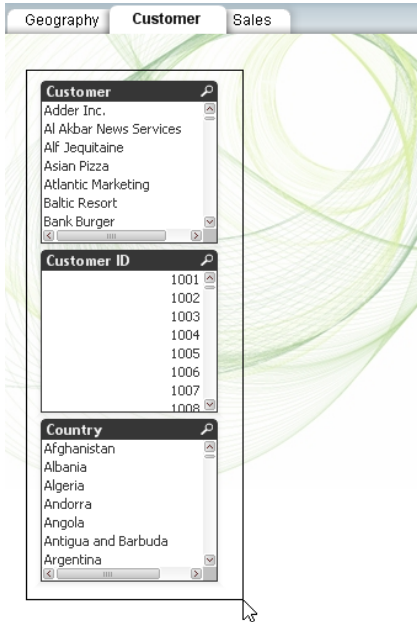 Geography Customer Sales
Customer
Adder Inc.
Al Akbar News Services
Alf Jequitaine
Asian Pizza
Atlantic Marketing
Baltic Resort
Bank Burger
Customer ID
1001
1002
1003
1004
1005
1006
1007
1008
Country
Afghanistan
Albania
Algeria
Andorra
Angola
Antigua and Barbuda
Argentina